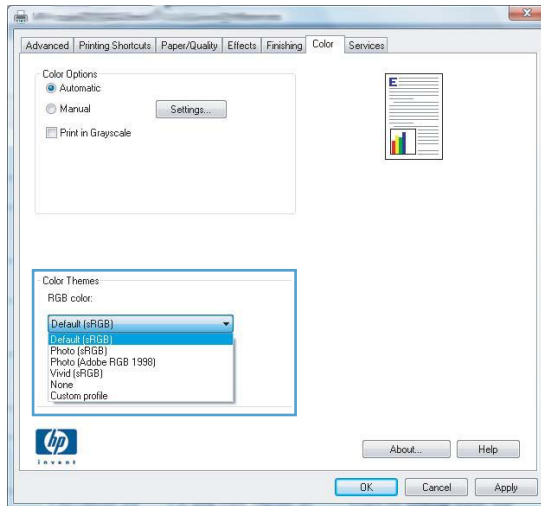 Advanced Printing Shortcuts Paper/Quality Effects Finishing Color Services
Color Options
Automatic
Manual Settings...
Print in Grayscale
E
Color Themes
RGB color:
Default (sRGB)
Default (sRGB)
Photo (sRGB)
Photo (Adobe RGB 1998)
Vivid (sRGB)
None
Custom profile
hp
invent
About... Help
OK Cancel Apply